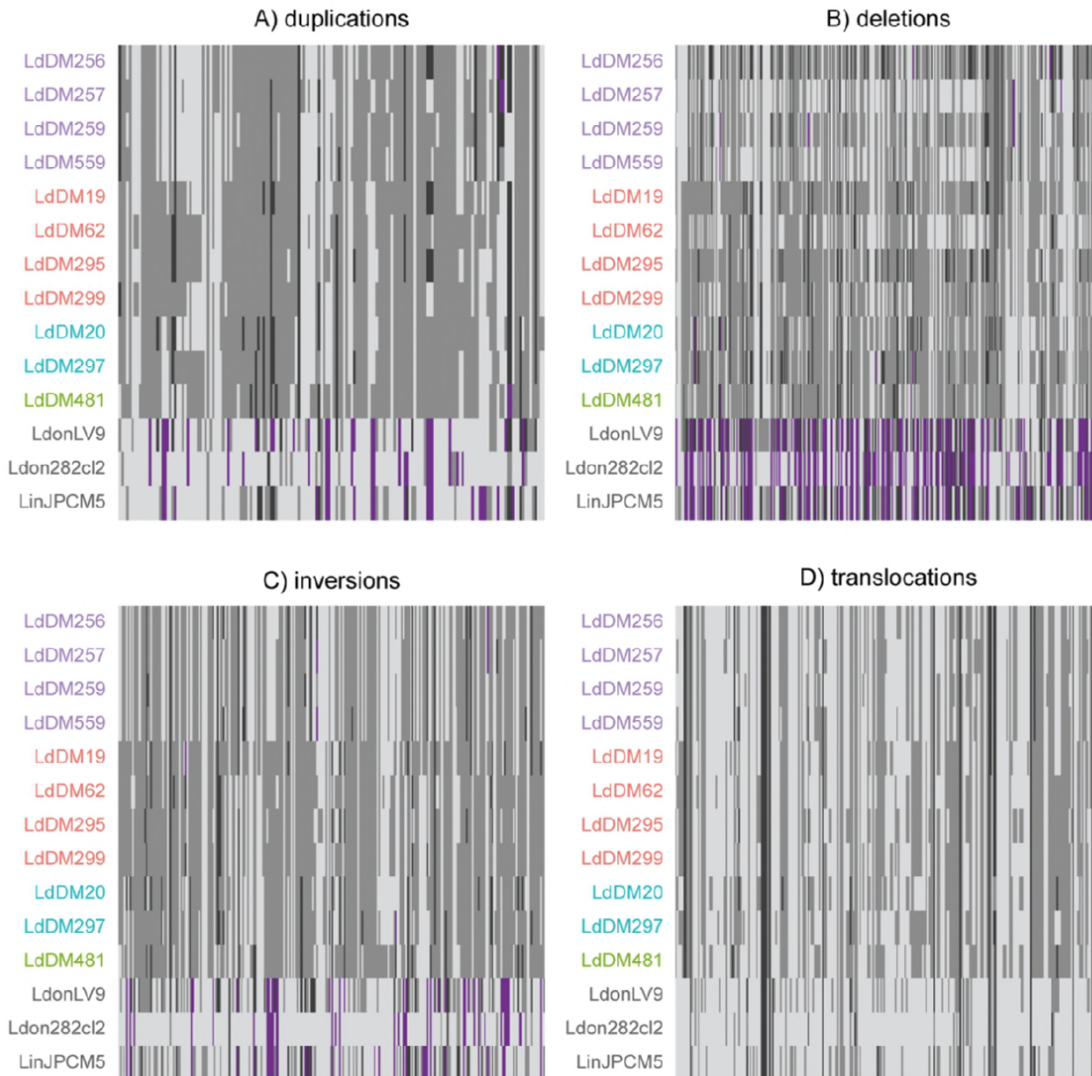 A) duplications
LdDM256
LdDM257
LdDM259
LdDM559
LdDM19
LdDM62
LdDM295
LdDM299
LdDM20
LdDM297
LdDM481
LdonLV9
Ldon282cl2
LinJPCM5
B) deletions
LdDM256
LdDM257
LdDM259
LdDM559
LdDM19
LdDM62
LdDM295
LdDM299
LdDM20
LdDM297
LdDM481
LdonLV9
Ldon282cl2
LinJPCM5
C) inversions
LdDM256
LdDM257
LdDM259
LdDM559
LdDM19
LdDM62
LdDM295
LdDM299
LdDM20
LdDM297
LdDM481
LdonLV9
Ldon282cl2
LinJPCM5
D) translocations
LdDM256
LdDM257
LdDM259
LdDM559
LdDM19
LdDM62
LdDM295
LdDM299
LdDM20
LdDM297
LdDM481
LdonLV9
Ldon282cl2
LinJPCM5